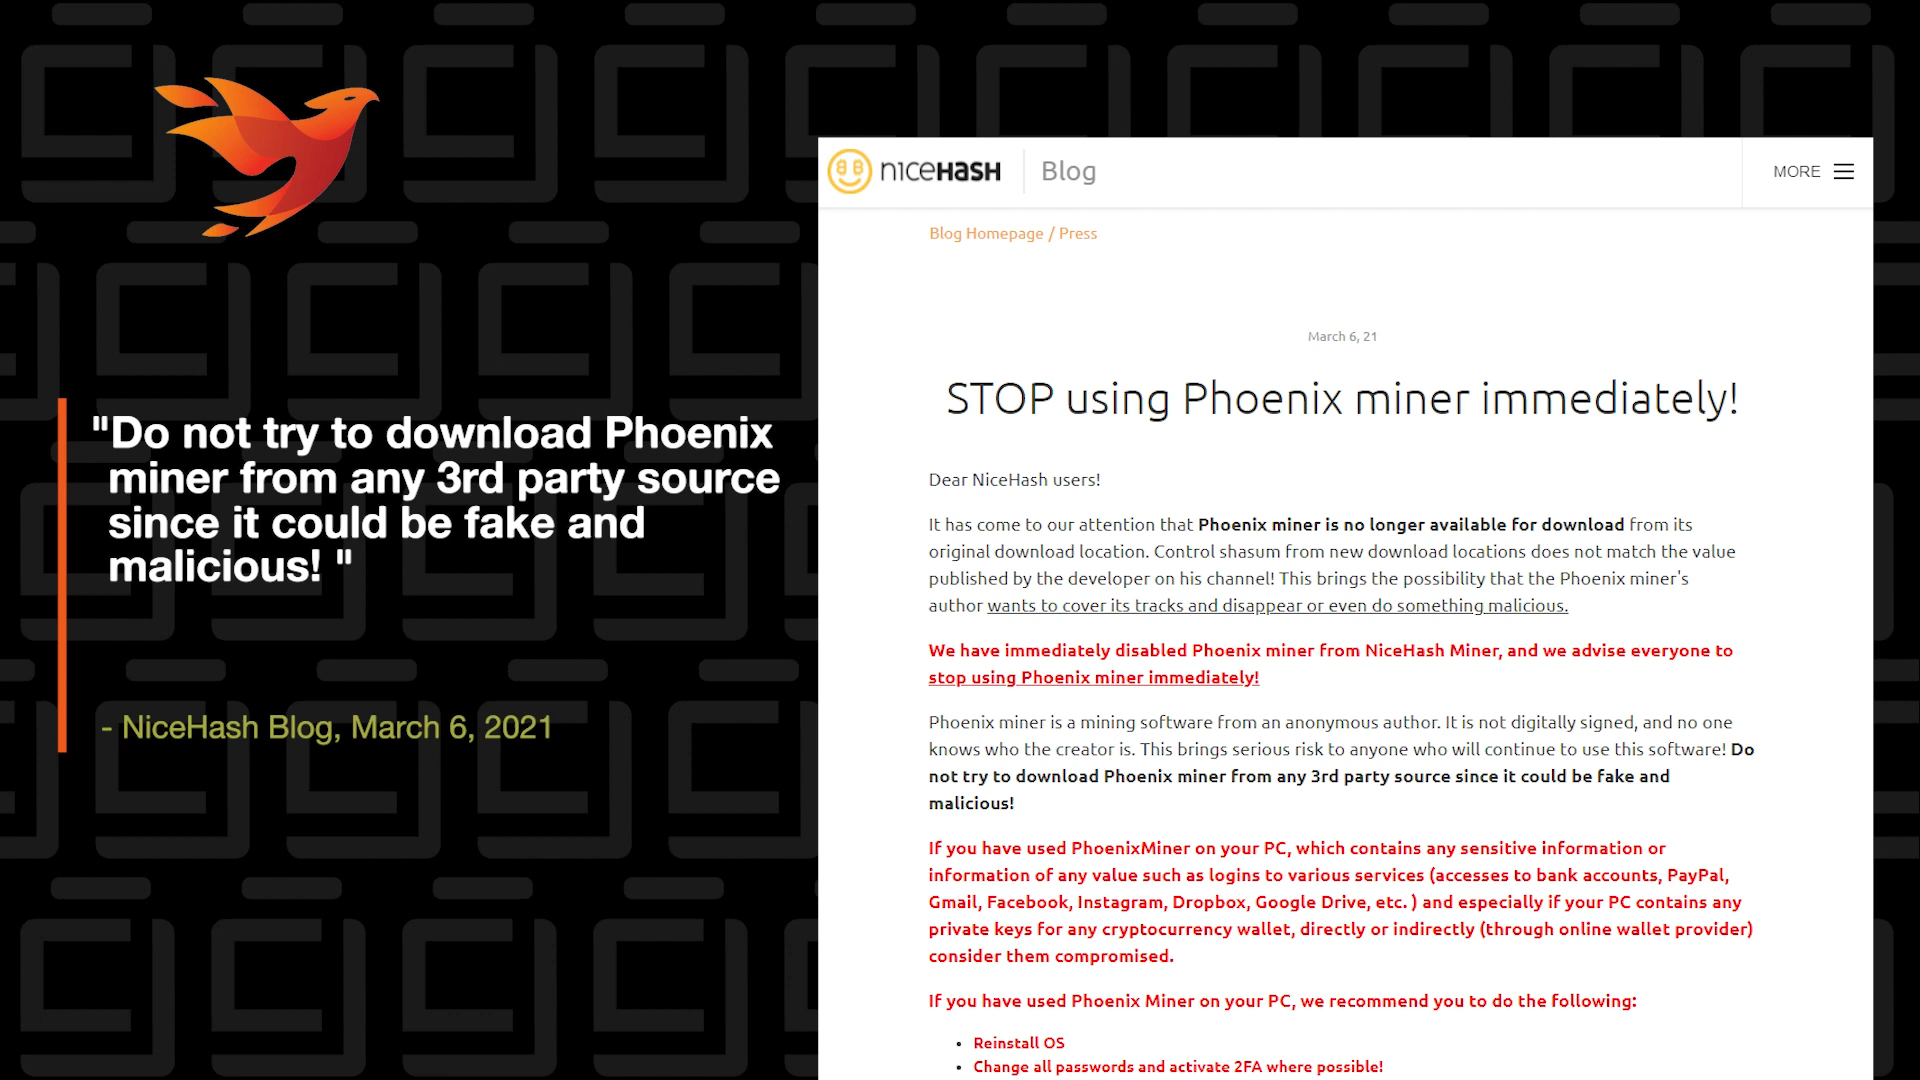 "Do not try to download Phoenix
miner from any 3rd party source
since it could be fake and
malicious! "
- NiceHash Blog, March 6, 2021
nıceHasH
Blog
MORE
Blog Homepage / Press
March 6, 21
STOP using Phoenix miner immediately!
Dear NiceHash users!
It has come to our attention that Phoenix miner is no longer available for download from its
original download location. Control shasum from new download locations does not match the value
published by the developer on his channel! This brings the possibility that the Phoenix miner's
author wants to cover its tracks and disappear or even do something malicious.
We have immediately disabled Phoenix miner from NiceHash Miner, and we advise everyone to
stop using Phoenix miner immediately!
Phoenix miner is a mining software from an anonymous author. It is not digitally signed, and no one
knows who the creator is. This brings serious risk to anyone who will continue to use this software! Do
not try to download Phoenix miner from any 3rd party source since it could be fake and
malicious!
If you have used PhoenixMiner on your PC, which contains any sensitive information or
information of any value such as logins to various services (accesses to bank accounts, PayPal,
Gmail, Facebook, Instagram, Dropbox, Google Drive, etc. ) and especially if your PC contains any
private keys for any cryptocurrency wallet, directly or indirectly (through online wallet provider)
consider them compromised.
If you have used Phoenix Miner on your PC, we recommend you to do the following:
• Reinstall OS
• Change all passwords and activate 2FA where possible!